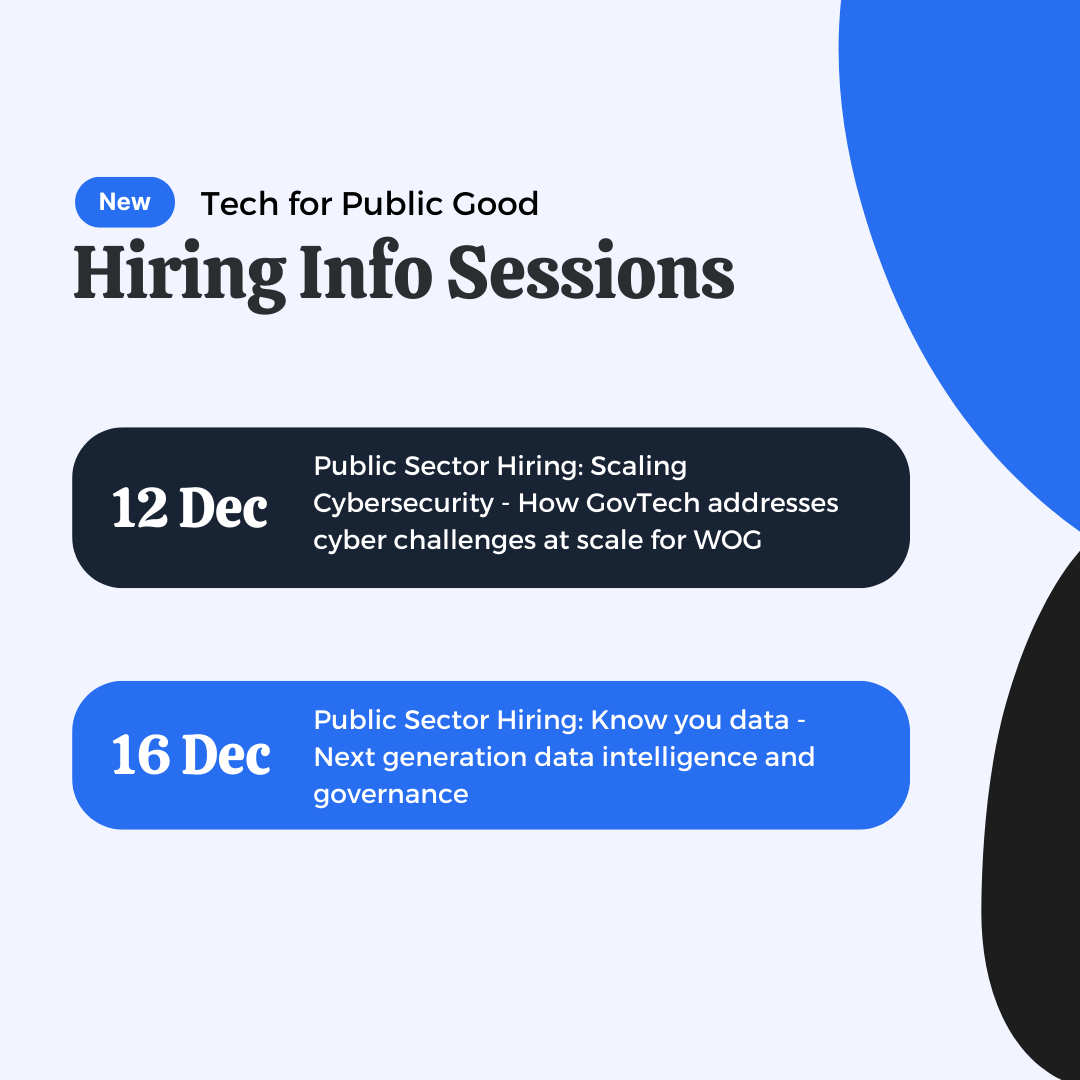 New
Tech for Public Good
Hiring Info Sessions
12 Dec
Public Sector Hiring: Scaling
Cybersecurity - How GovTech addresses
cyber challenges at scale for WOG
16 Dec
Public Sector Hiring: Know you data -
Next generation data intelligence and
governance